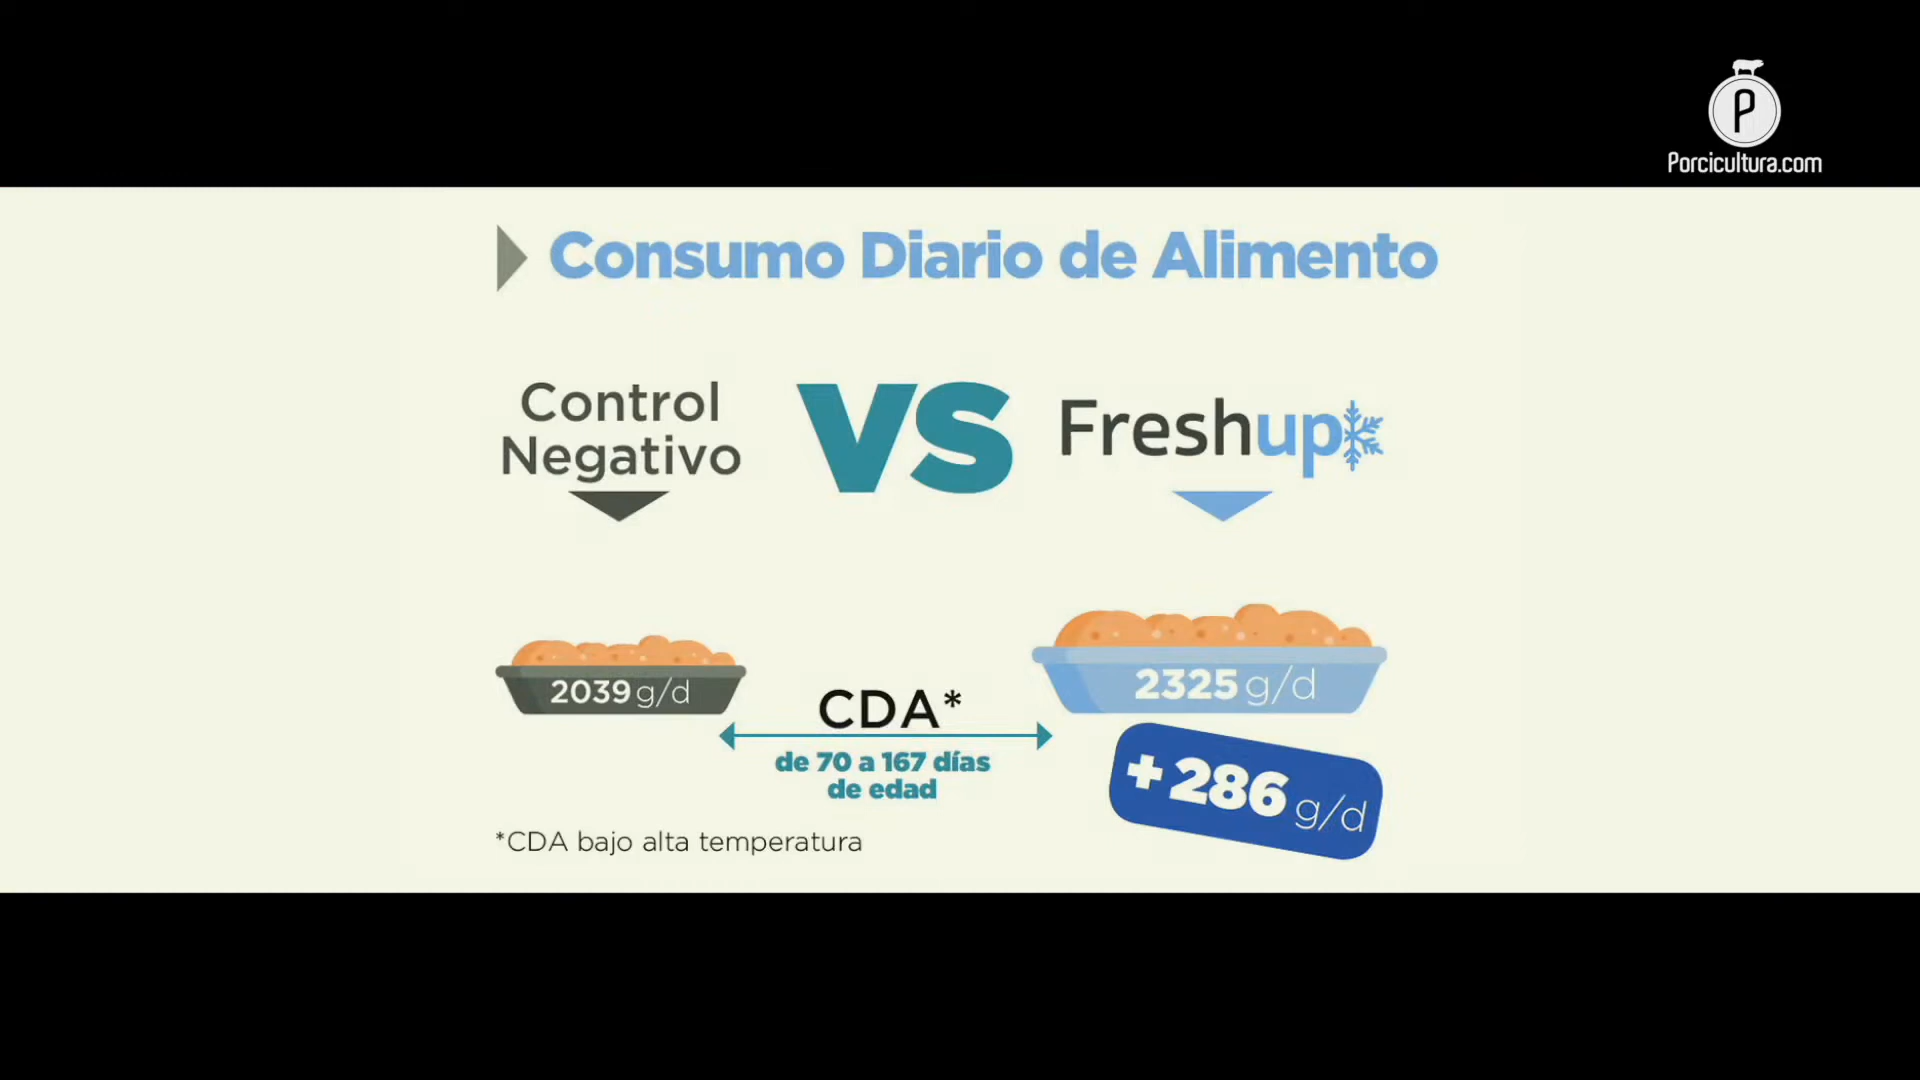 P
Porcicultura.com
Consumo Diario de Alimento
Control
Negativo
VS
Freshup
2039 g/d
CDA*
2325 g/d
de 70 a 167 días
de edad
+286 g/d
*CDA bajo alta temperatura